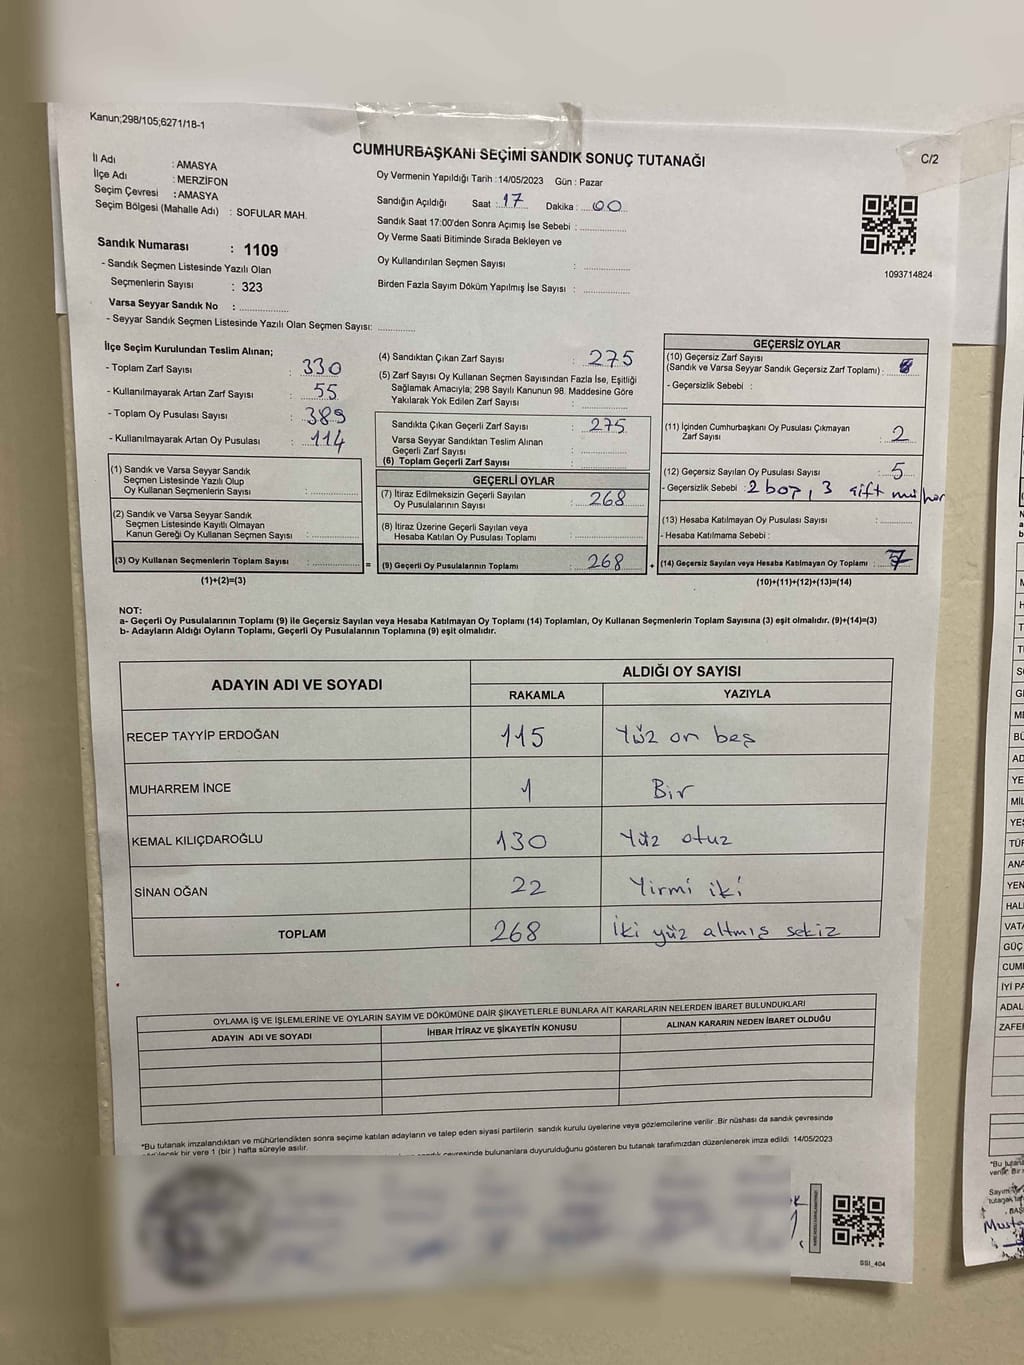 Kanun;298/105;6271/18-1
CUMHURBAŞKANI SEÇİMİ SANDIK SONUÇ TUTANAĞI
C/2
İl Adı : AMASYA
İlçe Adı : MERZİFON
Seçim Çevresi : AMASYA
Seçim Bölgesi (Mahalle Adı) : SOFULAR MAH.
Sandık Numarası : 1109
- Sandık Seçmen Listesinde Yazılı Olan
Seçmenlerin Sayısı : 323
Varsa Seyyar Sandık No :
- Seyyar Sandık Seçmen Listesinde Yazılı Olan Seçmen Sayısı:
Oy Vermenin Yapıldığı Tarih :14/05/2023 Gün : Pazar
Sandığın Açıldığı Saat : 17 Dakika : 00
Sandık Saat 17:00'den Sonra Açımış İse Sebebi :
Oy Verme Saati Bitiminde Sırada Bekleyen ve
Oy Kullandırılan Seçmen Sayısı :
Birden Fazla Sayım Döküm Yapılmış İse Sayısı :
1093714824
İlçe Seçim Kurulundan Teslim Alınan;
- Toplam Zarf Sayısı : 330
- Kullanılmayarak Artan Zarf Sayısı : 55
- Toplam Oy Pusulası Sayısı : 389
- Kullanılmayarak Artan Oy Pusulası : 114
(1) Sandık ve Varsa Seyyar Sandık
Seçmen Listesinde Yazılı Olup
Oy Kullanan Seçmenlerin Sayısı :
(2) Sandık ve Varsa Seyyar Sandık
Seçmen Listesinde Kayıtlı Olmayan
Kanun Gereği Oy Kullanan Seçmen Sayısı :
(3) Oy Kullanan Seçmenlerin Toplam Sayısı : =
(1)+(2)=(3)
(4) Sandıktan Çıkan Zarf Sayısı : 275
(5) Zarf Sayısı Oy Kullanan Seçmen Sayısından Fazla İse, Eşitliği
Sağlamak Amacıyla; 298 Sayılı Kanunun 98. Maddesine Göre
Yakılarak Yok Edilen Zarf Sayısı :
Sandıkta Çıkan Geçerli Zarf Sayısı : 275
Varsa Seyyar Sandıktan Teslim Alınan
Geçerli Zarf Sayısı :
(6) Toplam Geçerli Zarf Sayısı :
GEÇERLİ OYLAR
(7) İtiraz Edilmeksizin Geçerli Sayılan
Oy Pusulalarının Sayısı : 268
(8) İtiraz Üzerine Geçerli Sayılan veya
Hesaba Katılan Oy Pusulası Toplamı :
(9) Geçerli Oy Pusulalarının Toplamı : 268 +
GEÇERSİZ OYLAR
(10) Geçersiz Zarf Sayısı
(Sandık ve Varsa Seyyar Sandık Geçersiz Zarf Toplamı) :
- Geçersizlik Sebebi :
(11) İçinden Cumhurbaşkanı Oy Pusulası Çıkmayan
Zarf Sayısı : 2
(12) Geçersiz Sayılan Oy Pusulası Sayısı : 5
- Geçersizlik Sebebi : 2 boş, 3 çift mühür
(13) Hesaba Katılmayan Oy Pusulası Sayısı :
- Hesaba Katılmama Sebebi :
(14) Geçersiz Sayılan veya Hesaba Katılmayan Oy Toplamı : 7
(10)+(11)+(12)+(13)=(14)
NOT:
a- Geçerli Oy Pusulalarının Toplamı (9) ile Geçersiz Sayılan veya Hesaba Katılmayan Oy Toplamı (14) Toplamları, Oy Kullanan Seçmenlerin Toplam Sayısına (3) eşit olmalıdır. (9)+(14)=(3)
b- Adayların Aldığı Oyların Toplamı, Geçerli Oy Pusulalarının Toplamına (9) eşit olmalıdır.
ADAYIN ADI VE SOYADI ALDIĞI OY SAYISI
RAKAMLA YAZIYLA
RECEP TAYYİP ERDOĞAN 115 Yüz on beş
MUHARREM İNCE 1 Bir
KEMAL KILIÇDAROĞLU 130 Yüz otuz
SİNAN OĞAN 22 Yirmi iki
TOPLAM 268 İki yüz altmış sekiz
OYLAMA İŞ VE İŞLEMLERİNE VE OYLARIN SAYIM VE DÖKÜMÜNE DAİR ŞİKAYETLERLE BUNLARA AİT KARARLARIN NELERDEN İBARET BULUNDUKLARI
ADAYIN ADI VE SOYADI İHBAR İTİRAZ VE ŞİKAYETİN KONUSU ALINAN KARARIN NEDEN İBARET OLDUĞU
*Bu tutanak imzalandıktan ve mühürlendikten sonra seçime katılan adayların ve talep eden siyasi partilerin sandık kurulu üyelerine veya gözlemcilerine verilir. Bir nüshası da sandık çevresinde
bir yere 1 (bir ) hafta süreyle asılır.
çevresinde bulunanlara duyurulduğunu gösteren bu tutanak tarafımızdan düzenlenerek imza edildi. 14/05/2023
SSI_404